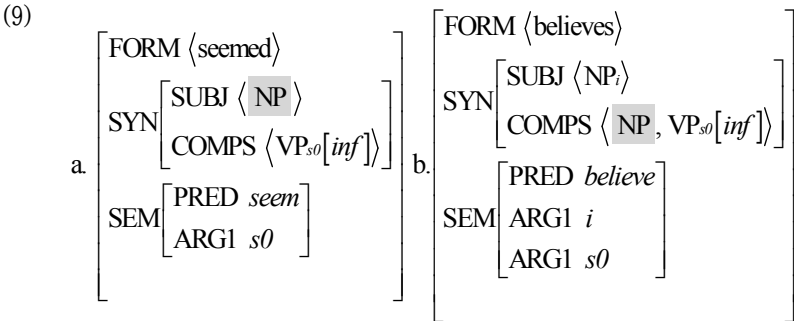 (9)
a.
FORM ⟨seemed⟩
SYN
SUBJ ⟨ NP ⟩
COMPS ⟨VPs0[inf]⟩
SEM
PRED seem
ARG1 s0
b.
FORM ⟨believes⟩
SYN
SUBJ ⟨NPi⟩
COMPS ⟨ NP , VPs0[inf]⟩
SEM
PRED believe
ARG1 i
ARG1 s0